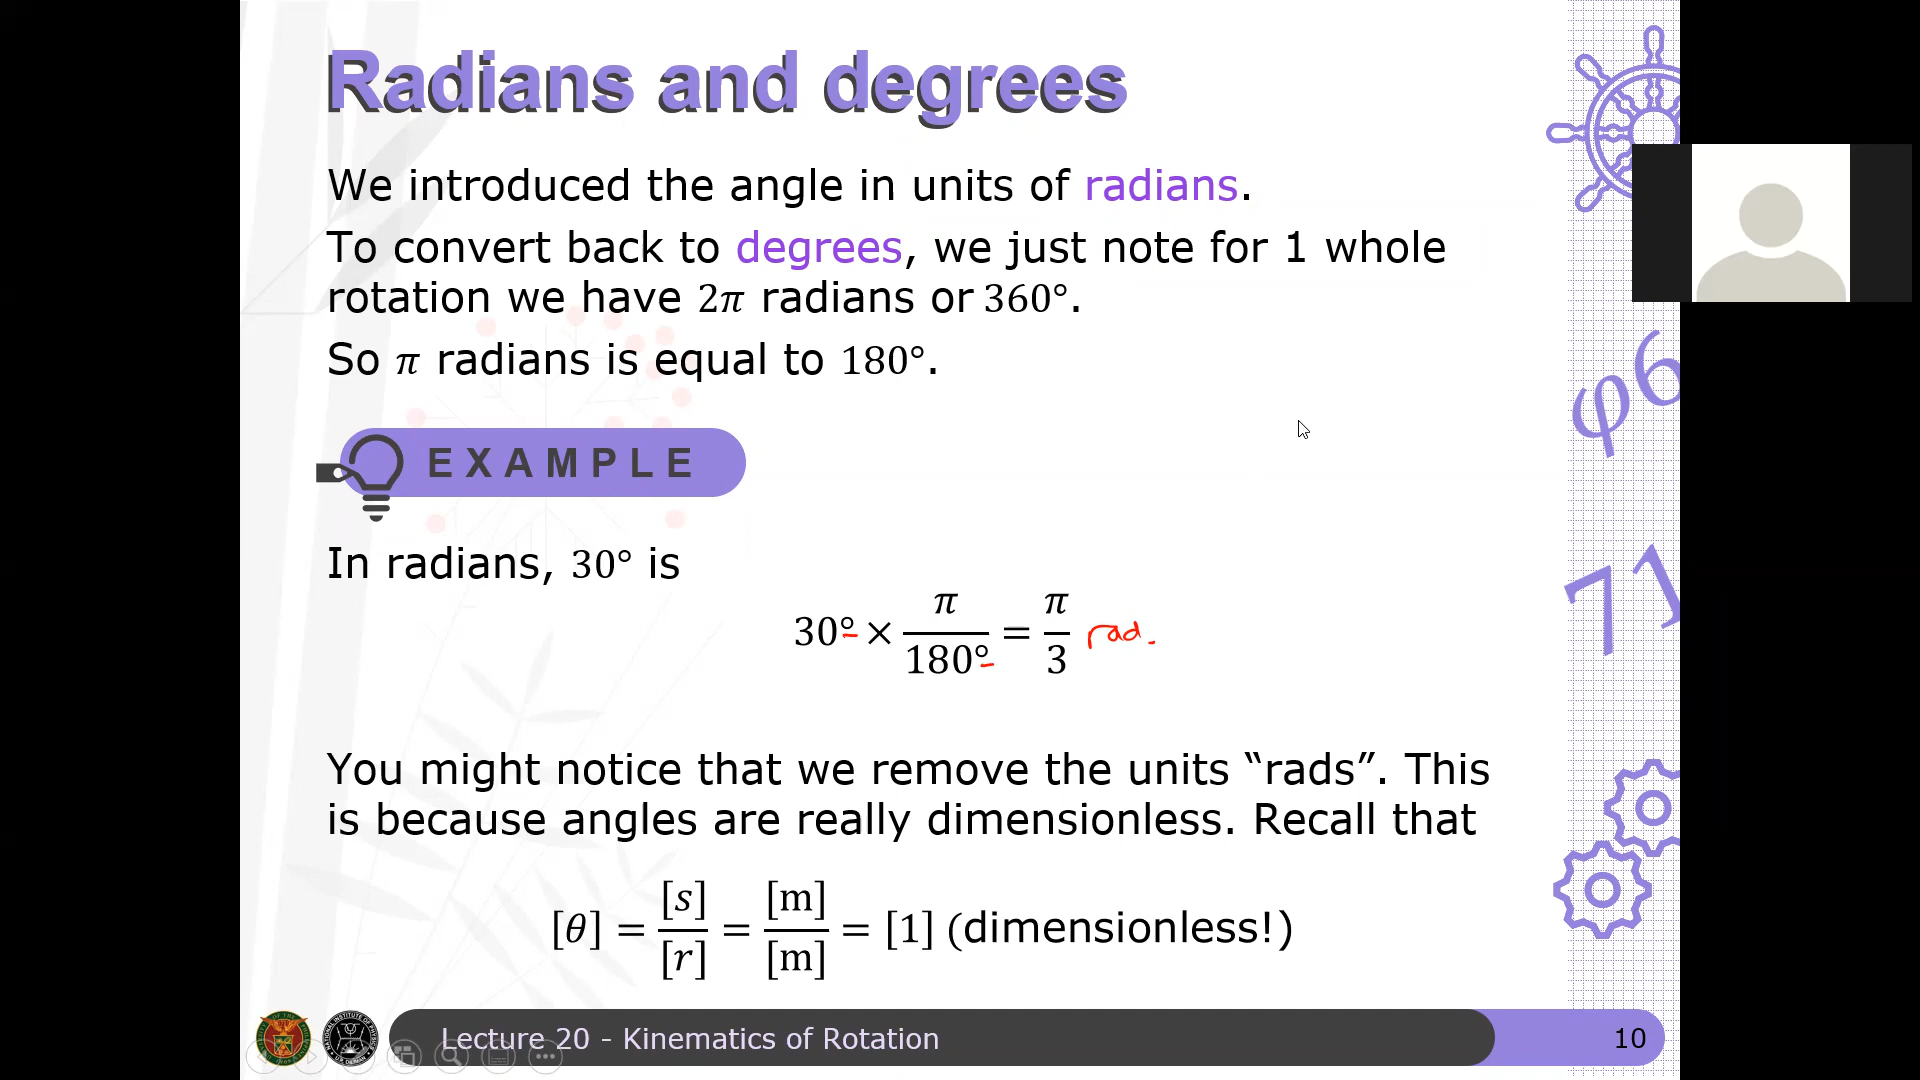 Radians and degrees
We introduced the angle in units of radians.
To convert back to degrees, we just note for 1 whole
rotation we have 2π radians or 360°.
So π radians is equal to 180°.
EXAMPLE
In radians, 30° is
30° × π/180° = π/3 rad.
You might notice that we remove the units “rads”. This
is because angles are really dimensionless. Recall that
[θ] = [s]/[r] = [m]/[m] = [1] (dimensionless!)
Lecture 20 - Kinematics of Rotation
10
φ6
71